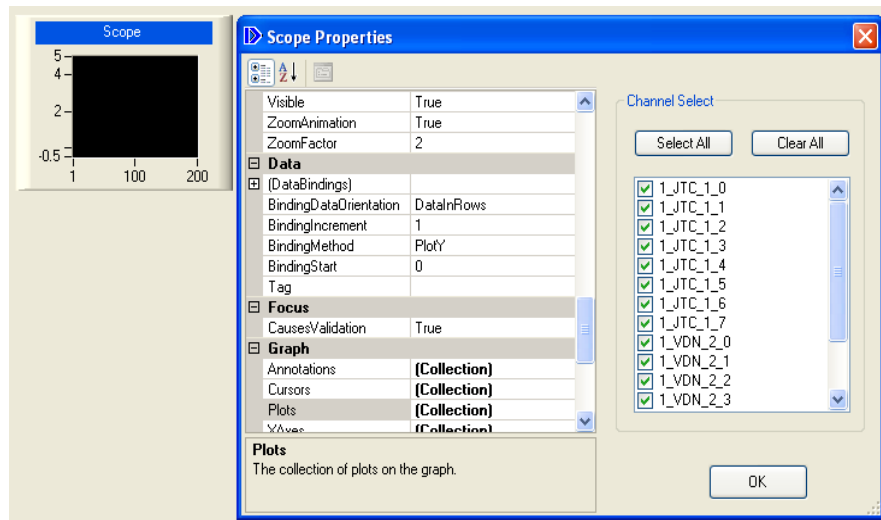 Scope
5
4
2
-0.5
1 100 200
Scope Properties
A
Z
Visible True
ZoomAnimation True
ZoomFactor 2
Data
(DataBindings)
BindingDataOrientation DataInRows
BindingIncrement 1
BindingMethod PlotY
BindingStart 0
Tag
Focus
CausesValidation True
Graph
Annotations (Collection)
Cursors (Collection)
Plots (Collection)
XAxes (Collection)
Plots
The collection of plots on the graph.
Channel Select
Select All Clear All
1_JTC_1_0
1_JTC_1_1
1_JTC_1_2
1_JTC_1_3
1_JTC_1_4
1_JTC_1_5
1_JTC_1_6
1_JTC_1_7
1_VDN_2_0
1_VDN_2_1
1_VDN_2_2
1_VDN_2_3
OK